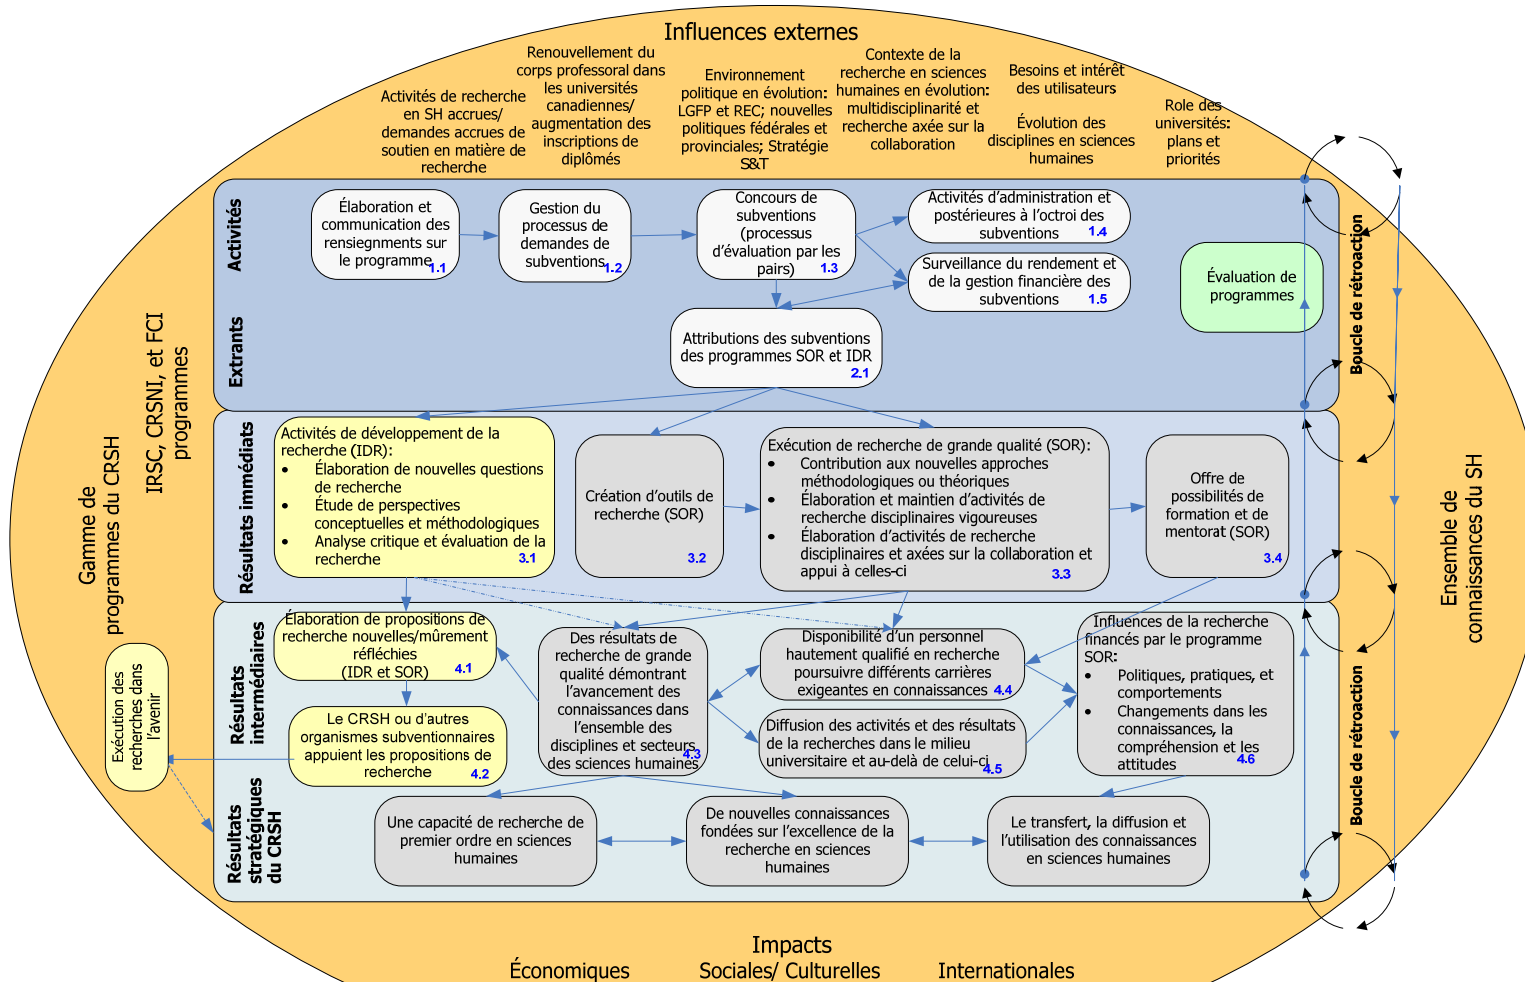 Influences externes
Activités de recherche
en SH accrues/
demandes accrues de
soutien en matière de
recherche
Renouvellement du
corps professoral dans
les universités
canadiennes/
augmentation des
inscriptions de
diplômés
Environnement
politique en évolution:
LGFP et REC; nouvelles
politiques fédérales et
provinciales; Stratégie
S&T
Contexte de la
recherche en sciences
humaines en évolution:
multidisciplinarité et
recherche axée sur la
collaboration
Besoins et intérêt
des utilisateurs
Évolution des
disciplines en sciences
humaines
Role des
universités:
plans et
priorités
Activités
Élaboration et
communication des
rensiegnments sur
le programme
1.1
Gestion du
processus de
demandes de
subventions
1.2
Concours de
subventions
(processus
d'évaluation par les
pairs)
1.3
Activités d'administration et
postérieures à l'octroi des
subventions
1.4
Surveillance du rendement et
de la gestion financière des
subventions
1.5
Évaluation de
programmes
Boucle de rétroaction
Extrants
Attributions des subventions
des programmes SOR et IDR
2.1
IRSC, CRSNI, et FCI
programmes
Gamme de
programmes du CRSH
Résultats immédiats
Activités de développement de la
recherche (IDR):
• Élaboration de nouvelles questions
de recherche
• Étude de perspectives
conceptuelles et méthodologiques
• Analyse critique et évaluation de la
recherche
3.1
Création d'outils de
recherche (SOR)
3.2
Exécution de recherche de grande qualité (SOR):
• Contribution aux nouvelles approches
méthodologiques ou théoriques
• Élaboration et maintien d'activités de
recherche disciplinaires vigoureuses
• Élaboration d'activités de recherche
disciplinaires et axées sur la collaboration et
appui à celles-ci
3.3
Offre de
possibilités de
formation et de
mentorat (SOR)
3.4
Ensemble de
connaissances du SH
Résultats
intermédiaires
Élaboration de propositions de
recherche nouvelles/mûrement
réfléchies
(IDR et SOR)
4.1
Le CRSH ou d'autres
organismes subventionnaires
appuient les propositions de
recherche
4.2
Exécution des
recherches dans
l'avenir
Des résultats de
recherche de grande
qualité démontrant
l'avancement des
connaissances dans
l'ensemble des
disciplines et secteurs
des sciences humaines
4.3
Disponibilité d'un personnel
hautement qualifié en recherche
poursuivre différents carrières
exigeantes en connaissances
4.4
Diffusion des activités et des résultats
de la recherches dans le milieu
universitaire et au-delà de celui-ci
4.5
Influences de la recherche
financés par le programme
SOR:
• Politiques, pratiques, et
comportements
• Changements dans les
connaissances, la
compréhension et les
attitudes
4.6
Boucle de rétroaction
Résultats
stratégiques
du CRSH
Une capacité de recherche de
premier ordre en sciences
humaines
De nouvelles connaissances
fondées sur l'excellence de la
recherche en sciences
humaines
Le transfert, la diffusion et
l'utilisation des connaissances
en sciences humaines
Impacts
Économiques Sociales/ Culturelles Internationales